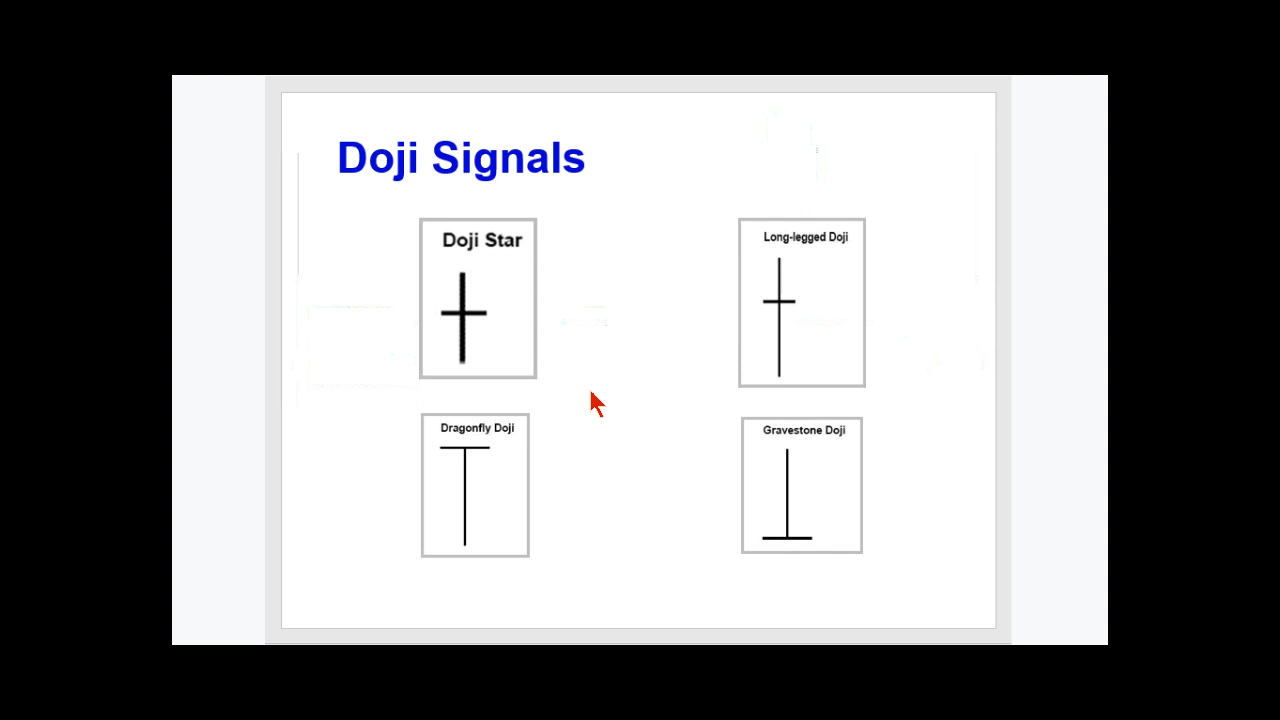 Doji Signals
Doji Star
Long-legged Doji
Dragonfly Doji
Gravestone Doji